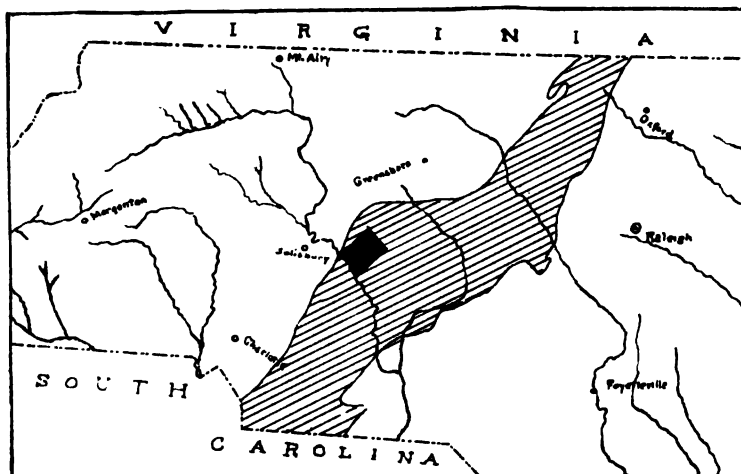 VIRGINIA
Mt. Airy
Oxford
Greensboro
Morganton
Raleigh
Salisbury
Charlotte
SOUTH
Fayetteville
CAROLINA